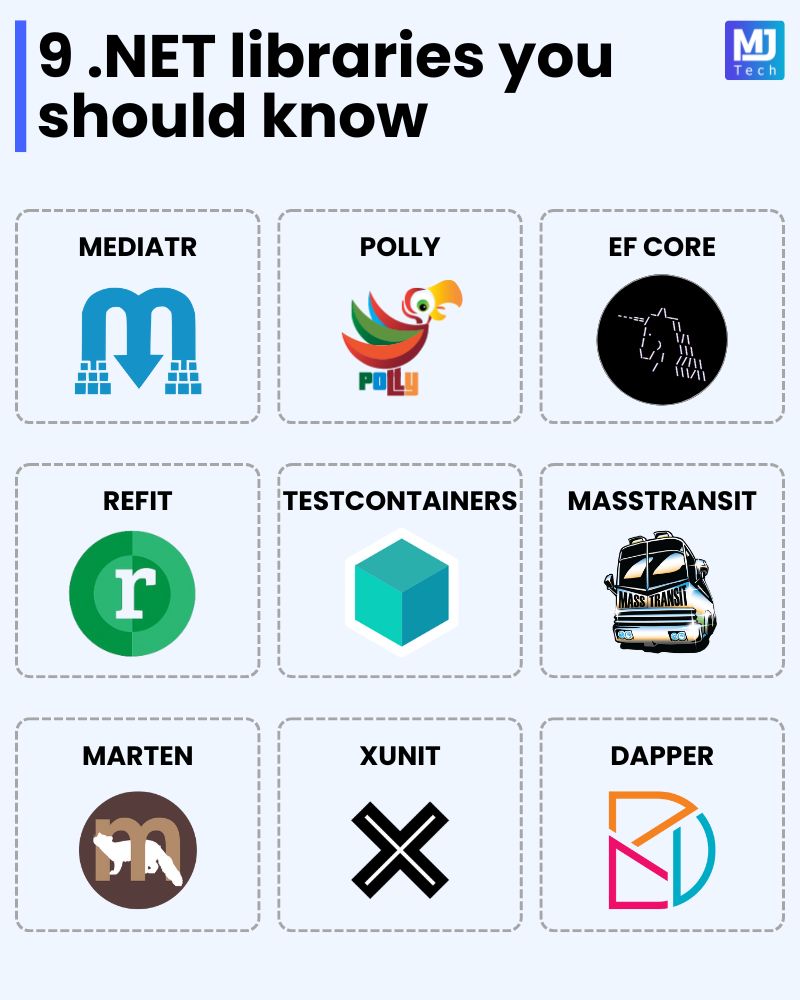 9 .NET libraries you
should know
MJ
Tech
MEDIATR
POLLY
EF CORE
m
POLLY
REFIT
TESTCONTAINERS
MASSTRANSIT
r
MASS TRANSIT
MARTEN
XUNIT
DAPPER
m